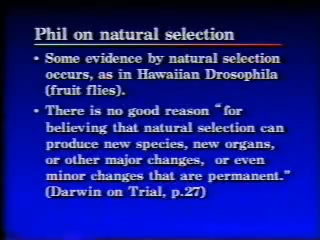 Phil on natural selection
• Some evidence by natural selection
occurs, as in Hawaiian Drosophila
(fruit flies).
• There is no good reason “for
believing that natural selection can
produce new species, new organs,
or other major changes, or even
minor changes that are permanent.”
(Darwin on Trial, p.27)